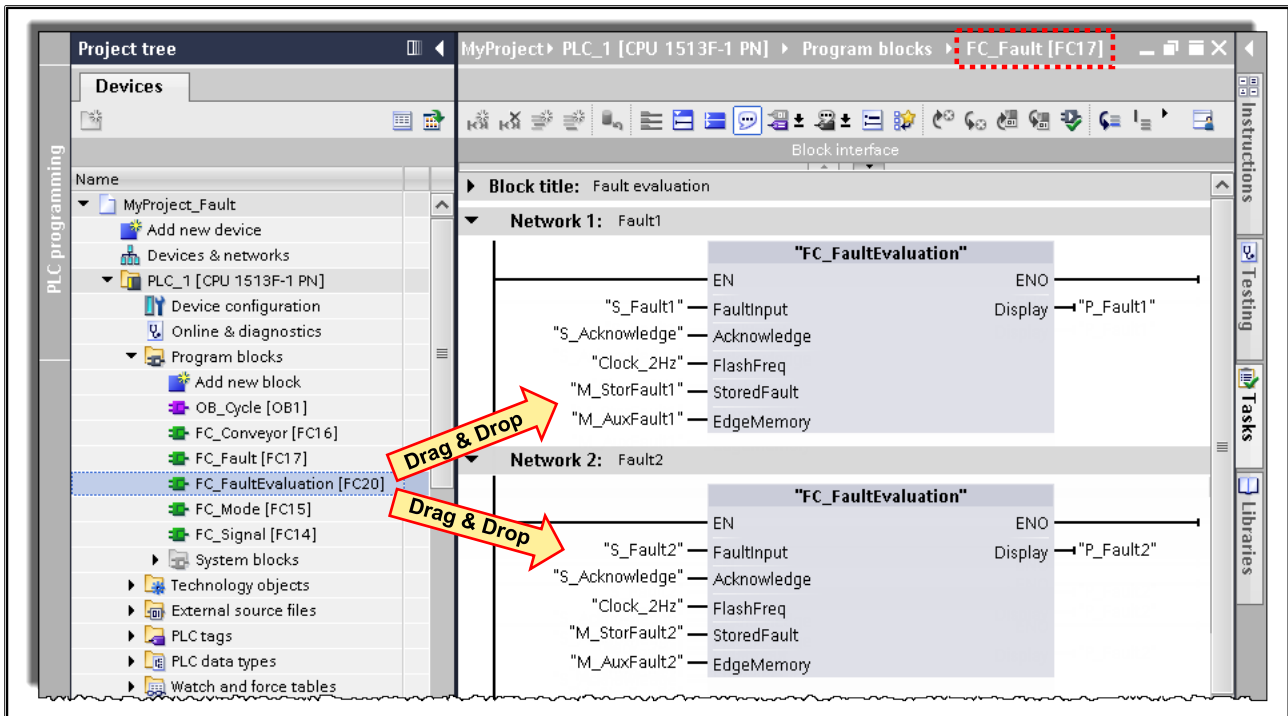 Project tree
MyProject PLC_1 [CPU 1513F-1 PN] Program blocks FC_Fault [FC17]
Devices
Block interface
PLC programming
Name
MyProject_Fault
Add new device
Devices & networks
PLC_1 [CPU 1513F-1 PN]
Device configuration
Online & diagnostics
Program blocks
Add new block
OB_Cycle [OB1]
FC_Conveyor [FC16]
FC_Fault [FC17]
FC_FaultEvaluation [FC20]
FC_Mode [FC15]
FC_Signal [FC14]
System blocks
Technology objects
External source files
PLC tags
PLC data types
Watch and force tables
Drag & Drop
Drag & Drop
Block title: Fault evaluation
Network 1: Fault1
"FC_FaultEvaluation"
EN ENO
"S_Fault1" FaultInput Display "P_Fault1"
"S_Acknowledge" Acknowledge
"Clock_2Hz" FlashFreq
"M_StorFault1" StoredFault
"M_AuxFault1" EdgeMemory
Network 2: Fault2
"FC_FaultEvaluation"
EN ENO
"S_Fault2" FaultInput Display "P_Fault2"
"S_Acknowledge" Acknowledge
"Clock_2Hz" FlashFreq
"M_StorFault2" StoredFault
"M_AuxFault2" EdgeMemory
Instructions
Testing
Tasks
Libraries